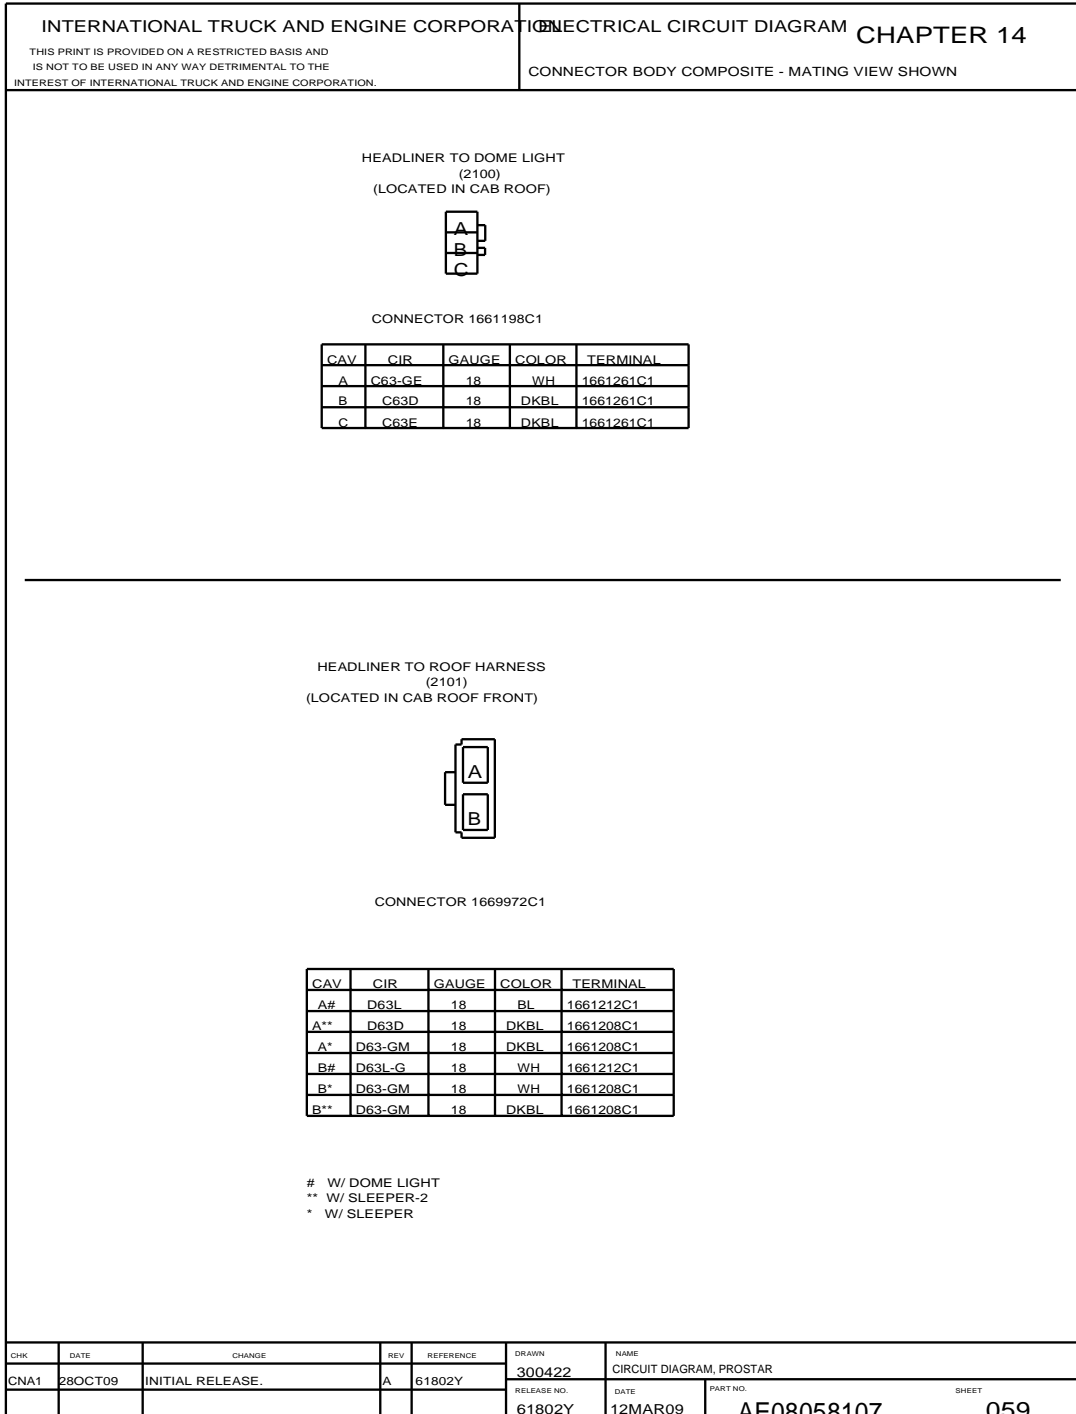 INTERNATIONAL TRUCK AND ENGINE CORPORATION
THIS PRINT IS PROVIDED ON A RESTRICTED BASIS AND
IS NOT TO BE USED IN ANY WAY DETRIMENTAL TO THE
INTEREST OF INTERNATIONAL TRUCK AND ENGINE CORPORATION.
ELECTRICAL CIRCUIT DIAGRAM CHAPTER 14
CONNECTOR BODY COMPOSITE - MATING VIEW SHOWN
HEADLINER TO DOME LIGHT
(2100)
(LOCATED IN CAB ROOF)
A
B
C
CONNECTOR 1661198C1
CAV CIR GAUGE COLOR TERMINAL
A C63-GE 18 WH 1661261C1
B C63D 18 DKBL 1661261C1
C C63E 18 DKBL 1661261C1
HEADLINER TO ROOF HARNESS
(2101)
(LOCATED IN CAB ROOF FRONT)
A
B
CONNECTOR 1669972C1
CAV CIR GAUGE COLOR TERMINAL
A# D63L 18 BL 1661212C1
A** D63D 18 DKBL 1661208C1
A* D63-GM 18 DKBL 1661208C1
B# D63L-G 18 WH 1661212C1
B* D63-GM 18 WH 1661208C1
B** D63-GM 18 DKBL 1661208C1
# W/ DOME LIGHT
** W/ SLEEPER-2
* W/ SLEEPER
CHK DATE CHANGE REV REFERENCE
CNA1 28OCT09 INITIAL RELEASE. A 61802Y
DRAWN
300422
NAME
CIRCUIT DIAGRAM, PROSTAR
RELEASE NO.
61802Y
DATE
12MAR09
PART NO.
AE08058107
SHEET
059